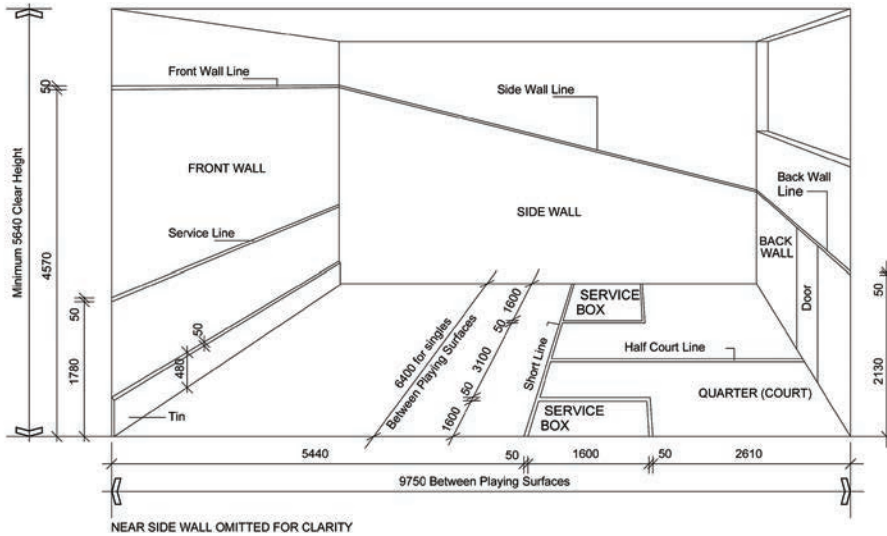 Front Wall Line
Side Wall Line
50
Minimum 5640 Clear Height
FRONT WALL
Back Wall
Line
SIDE WALL
Service Line
BACK
WALL
4570
Door
50
50
1600
SERVICE
BOX
50
50
6400 for singles
Between Playing Surfaces
3100
Short Line
Half Court Line
1780
480
2130
50
QUARTER (COURT)
1600
SERVICE
BOX
Tin
5440
50
1600
50
2610
9750 Between Playing Surfaces
NEAR SIDE WALL OMITTED FOR CLARITY